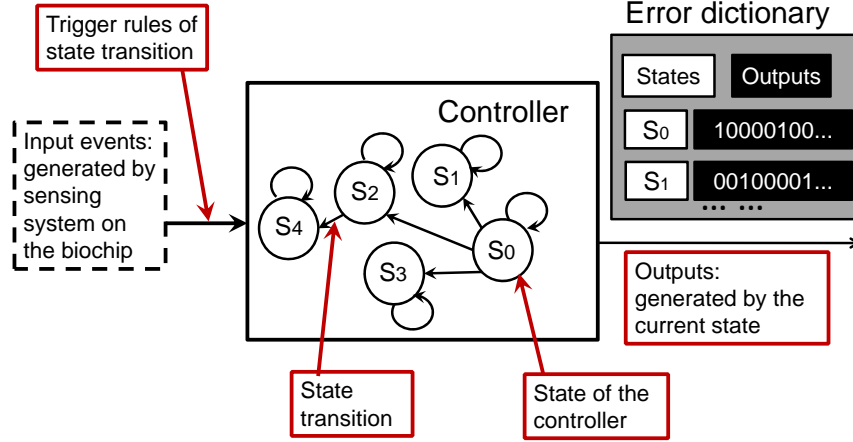 Error dictionary
Trigger rules of
state transition
States
Outputs
Controller
S0
10000100...
Input events:
generated by
sensing
system on
the biochip
S1
00100001...
... ...
S1
S2
S4
S0
S3
Outputs:
generated by the
current state
State
transition
State of the
controller